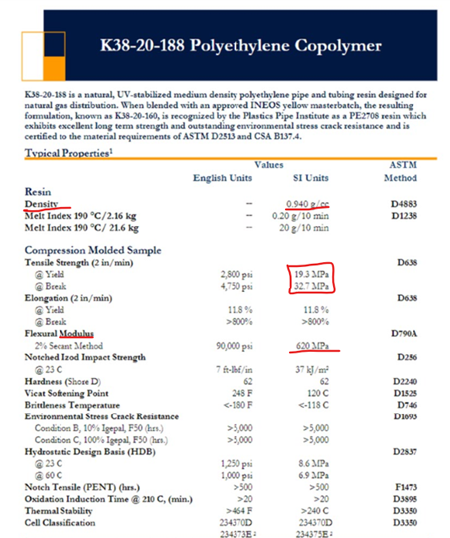 K38-20-188 Polyethylene Copolymer
K38-20-188 is a natural, UV-stabilized medium density polyethylene pipe and tubing resin designed for
natural gas distribution. When blended with an approved INEOS yellow masterbatch, the resulting
formulation, known as K38-20-160, is recognized by the Plastics Pipe Institute as a PE2708 resin which
exhibits excellent long term strength and outstanding environmental stress crack resistance and is
certified to the material requirements of ASTM D2513 and CSA B137.4.
Typical Properties¹
Values ASTM
English Units SI Units Method
Resin
Density -- 0.940 g/cc D4883
Melt Index 190 °C/2.16 kg -- 0.20 g/10 min D1238
Melt Index 190 °C/ 21.6 kg -- 20 g/10 min
Compression Molded Sample
Tensile Strength (2 in/min) D638
@ Yield 2,800 psi 19.3 MPa
@ Break 4,750 psi 32.7 MPa
Elongation (2 in/min) D638
@ Yield 11.8 % 11.8 %
@ Break >800% >800%
Flexural Modulus D790A
2% Secant Method 90,000 psi 620 MPa
Notched Izod Impact Strength D256
@ 23 C 7 ft-lbf/in 37 kJ/m²
Hardness (Shore D) 62 62 D2240
Vicat Softening Point 248 F 120 C D1525
Brittleness Temperature <-180 F <-118 C D746
Environmental Stress Crack Resistance D1693
Condition B, 10% Igepal, F50 (hrs.) >5,000 >5,000
Condition C, 100% Igepal, F50 (hrs.) >5,000 >5,000
Hydrostatic Design Basis (HDB) D2837
@ 23 C 1,250 psi 8.6 MPa
@ 60 C 1,000 psi 6.9 MPa
Notch Tensile (PENT) (hrs.) >500 >500 F1473
Oxidation Induction Time @ 210 C, (min.) >20 >20 D3895
Thermal Stability >464 F >240 C D3350
Cell Classification 234370D 234370D D3350
234373E² 234375E²